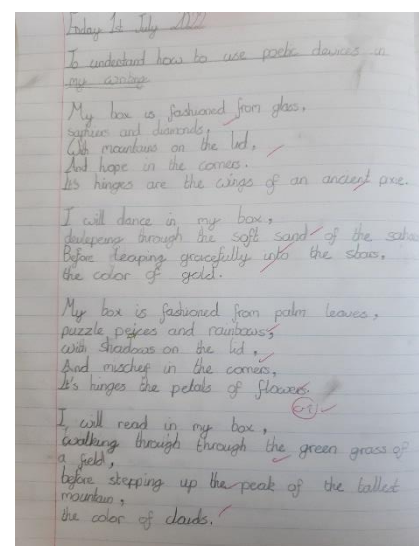 Friday 1st July 2022
To understand how to use poetic devices in
my writing
My box is fashioned from glass,
saphiers and diamonds,
With mountains on the lid,
And hope in the corners.
It's hinges are the wings of an ancient pixie.
I will dance in my box,
through the soft sand of the
Before leaping gracefully into the stars,
the color of gold.
My box is fashioned from palm leaves,
puzzle peices and rainbows,
with shadows on the lid,
And mischef in the corners,
It's hinges the petals of flowers.
I will read in my box,
walking through through the green grass of
a field,
before stepping up the peak of the tallest
mountain,
the color of clouds.